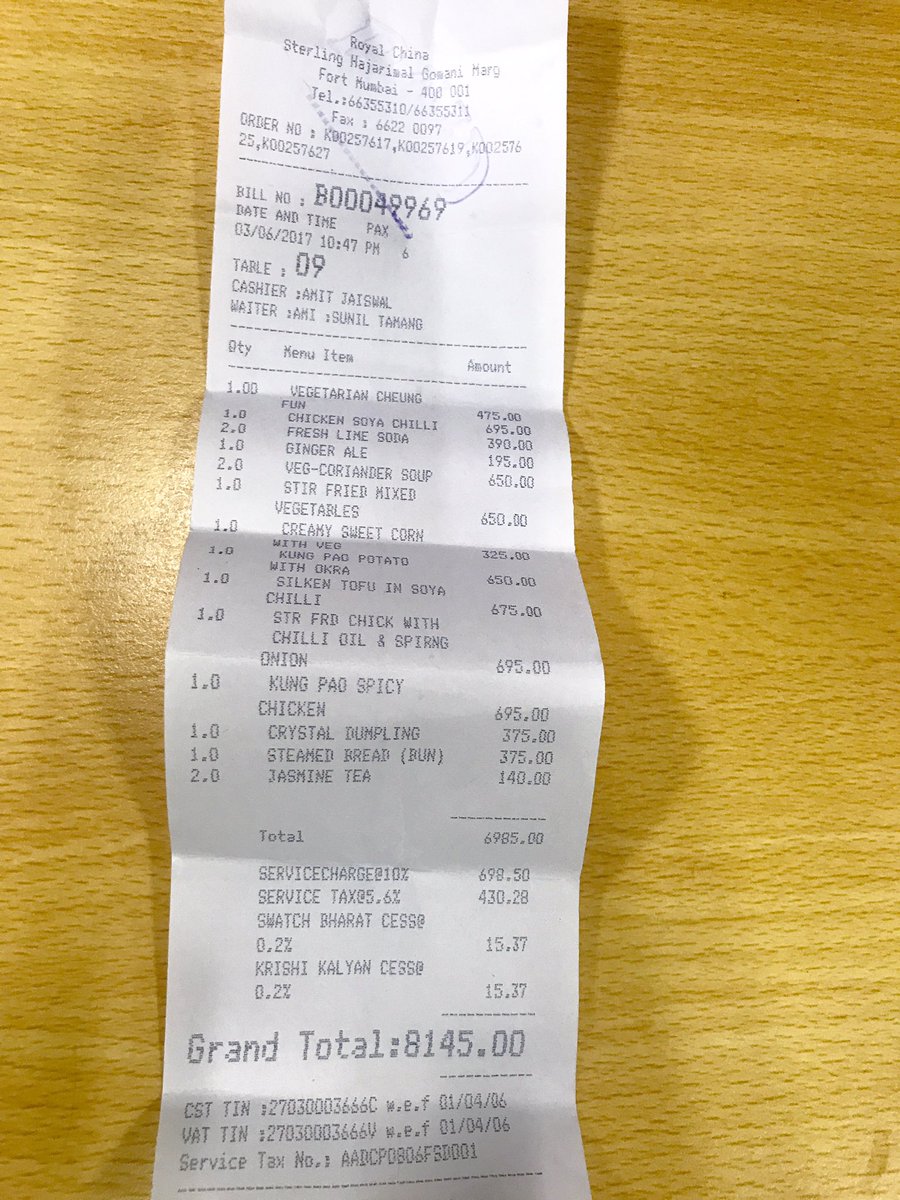 Royal China
Sterling Hajarimal Gowani Marg
Fort Mumbai - 400 001
Tel.:66355310/66355311
Fax : 6622 0097
ORDER NO : K00257617,K00257619,K002576
25,K00257627
BILL NO : B00049969
DATE AND TIME PAX
03/06/2017 10:47 PM 6
TABLE : 09
CASHIER :AMIT JAISWAL
WAITER :AMI :SUNIL TAMANG
Qty Menu Item Amount
1.00 VEGETARIAN CHEUNG
FUN 475.00
1.0 CHICKEN SOYA CHILLI 695.00
2.0 FRESH LIME SODA 390.00
1.0 GINGER ALE 195.00
2.0 VEG-CORIANDER SOUP 650.00
1.0 STIR FRIED MIXED
VEGETABLES 650.00
1.0 CREAMY SWEET CORN
WITH VEG 325.00
1.0 KUNG PAO POTATO
WITH OKRA 650.00
1.0 SILKEN TOFU IN SOYA
CHILLI 675.00
1.0 STR FRD CHICK WITH
CHILLI OIL & SPIRNG
ONION 695.00
1.0 KUNG PAO SPICY
CHICKEN 695.00
1.0 CRYSTAL DUMPLING 375.00
1.0 STEAMED BREAD (BUN) 375.00
2.0 JASMINE TEA 140.00
Total 6985.00
SERVICECHARGE@10% 698.50
SERVICE TAX@5.6% 430.28
SWATCH BHARAT CESS@
0.2% 15.37
KRISHI KALYAN CESS@
0.2% 15.37
Grand Total:8145.00
CST TIN :27030003666C w.e.f 01/04/06
VAT TIN :27030003666V w.e.f 01/04/06
Service Tax No.: AADCP0806FSD001